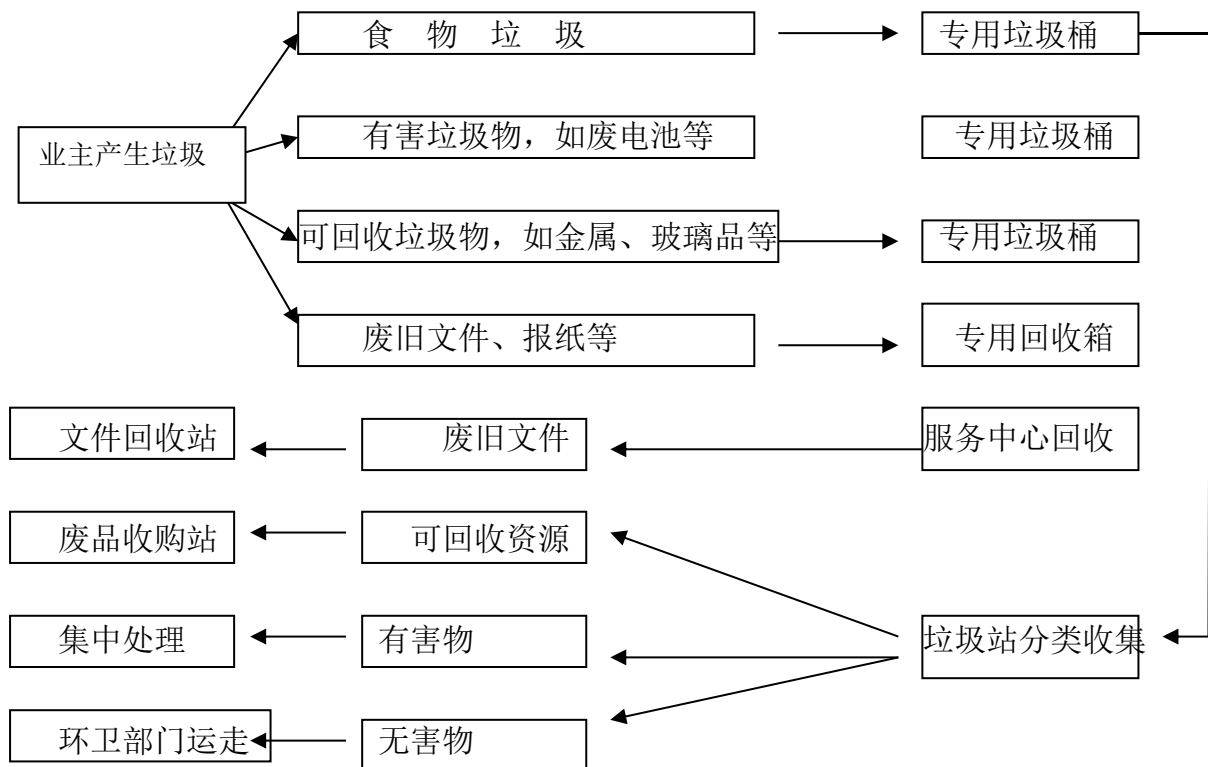 食 物 垃 圾
专用垃圾桶
业主产生垃圾
有害垃圾物，如废电池等
专用垃圾桶
可回收垃圾物，如金属、玻璃品等
专用垃圾桶
废旧文件、报纸等
专用回收箱
文件回收站
废旧文件
服务中心回收
废品收购站
可回收资源
集中处理
有害物
垃圾站分类收集
环卫部门运走
无害物